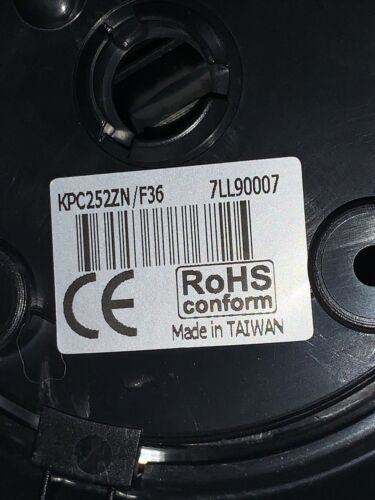 KPC252ZN/F36 7LL90007
CE RoHS
conform
Made in TAIWAN